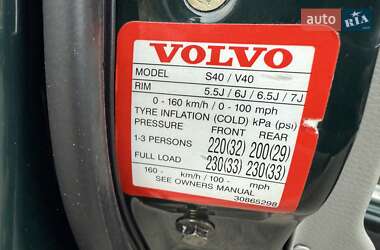 auto RIA
VOLVO
MODEL S40 / V40
RIM 5.5J / 6J / 6.5J / 7J
0 - 160 km/h / 0 - 100 mph
TYRE INFLATION (COLD) kPa (psi)
PRESSURE FRONT REAR
1-3 PERSONS 220(32) 200(29)
FULL LOAD 230(33) 230(33)
160 - km/h / 100 - mph
SEE OWNERS MANUAL
30865298